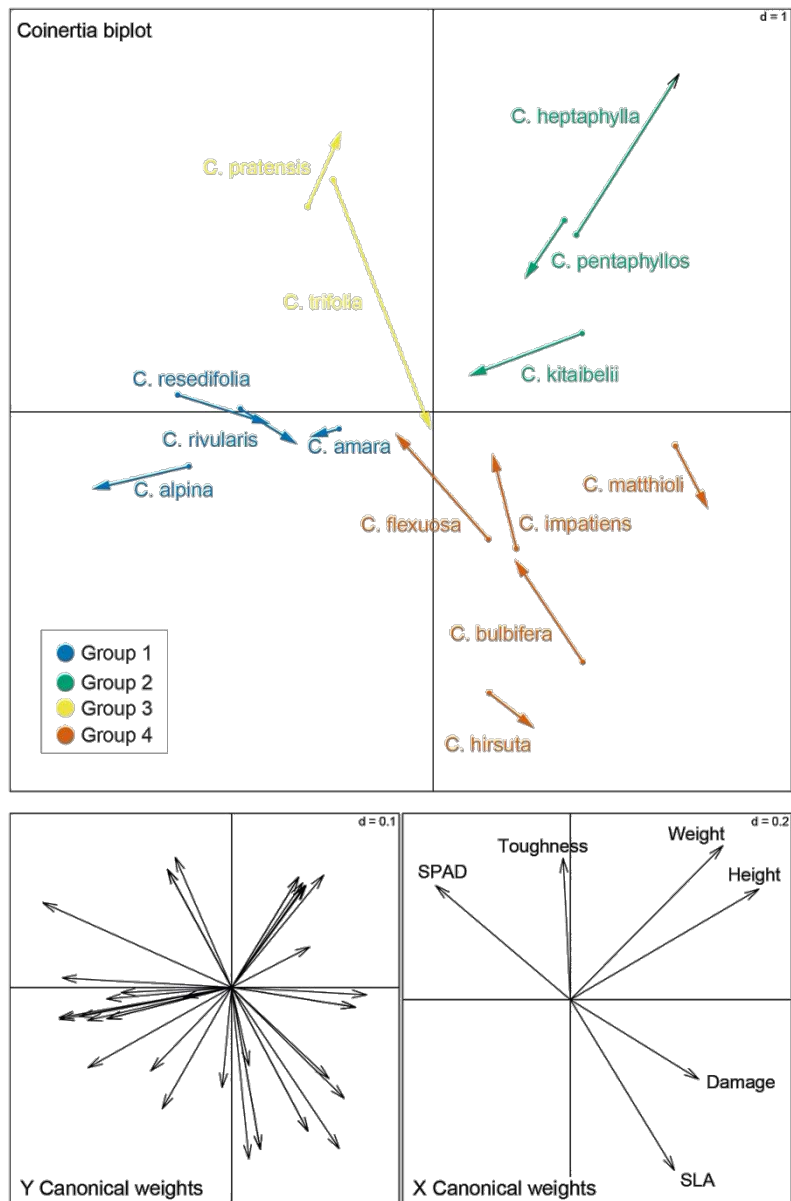 Coinertia biplot
d = 1
C. heptaphylla
C. pratensis
C. pentaphyllos
C. trifolia
C. resedifolia
C. kitaibelii
C. rivularis
C. amara
C. alpina
C. matthioli
C. flexuosa
C. impatiens
C. bulbifera
C. hirsuta
Group 1
Group 2
Group 3
Group 4
d = 0.1
Y Canonical weights
d = 0.2
Toughness
Weight
SPAD
Height
Damage
SLA
X Canonical weights